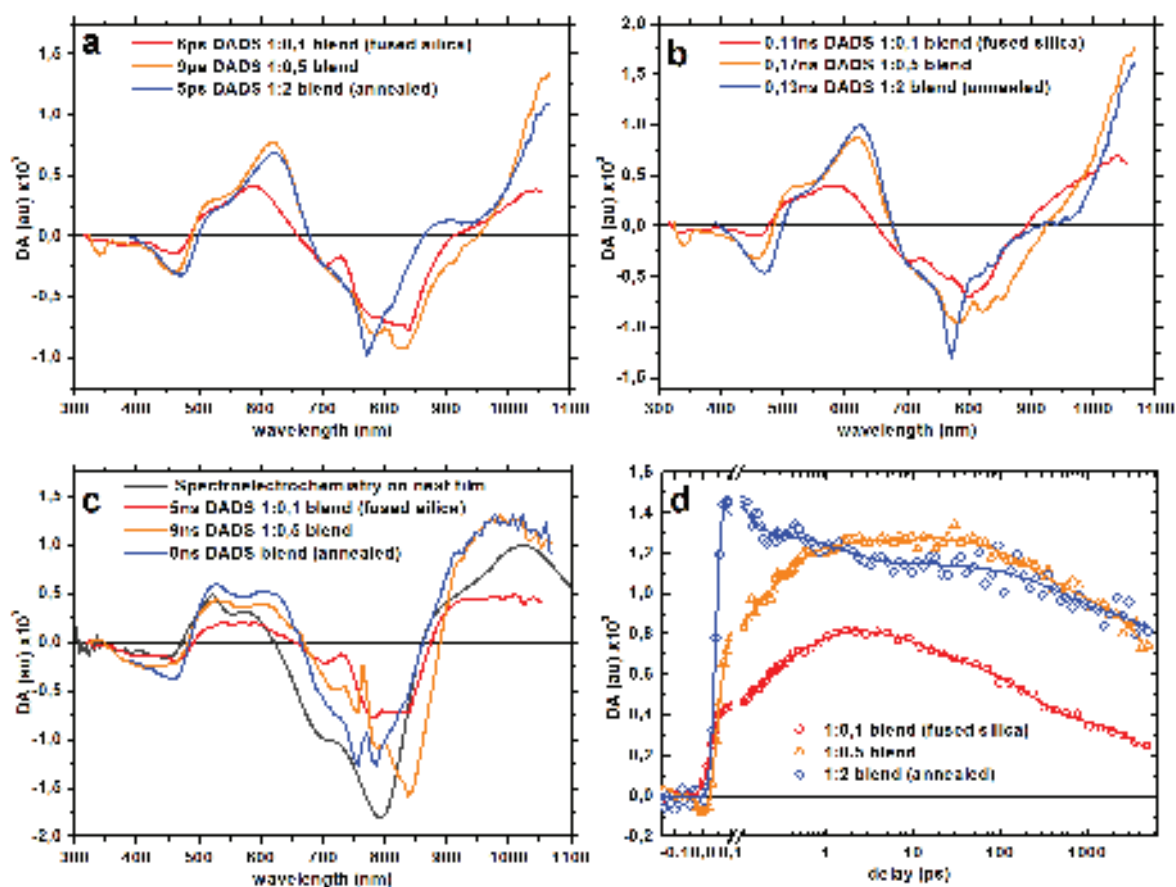 a
6ps DADS 1:0,1 blend (fused silica)
9ps DADS 1:0,5 blend
5ps DADS 1:2 blend (annealed)
1,5
1,0
0,5
0,0
-0,5
-1,0
DA (au) x10³
300 400 500 600 700 800 900 1000 1100
wavelength (nm)
b
0.11ns DADS 1:0.1 blend (fused silica)
0,17ns DADS 1:0,5 blend
0,13ns DADS 1:2 blend (annealed)
2,0
1,5
1,0
0,5
0,0
-0,5
-1,0
-1,5
DA (au) x10³
300 400 500 600 700 800 900 1000 1100
wavelength (nm)
c
Spectroelectrochemistry on neat film
5ns DADS 1:0,1 blend (fused silica)
9ns DADS 1:0,5 blend
DADS blend (annealed)
1,5
1,0
0,5
0,0
-0,5
-1,0
-1,5
-2,0
DA (au) x10³
300 400 500 600 700 800 900 1000 1100
wavelength (nm)
d
1,6
1,4
1,2
1,0
0,8
0,6
0,4
0,2
0,0
-0,2
DA (au) x10³
1:0,1 blend (fused silica)
1:0.5 blend
1:2 blend (annealed)
-0.1 0,0 0,1 1 10 100 1000
delay (ps)